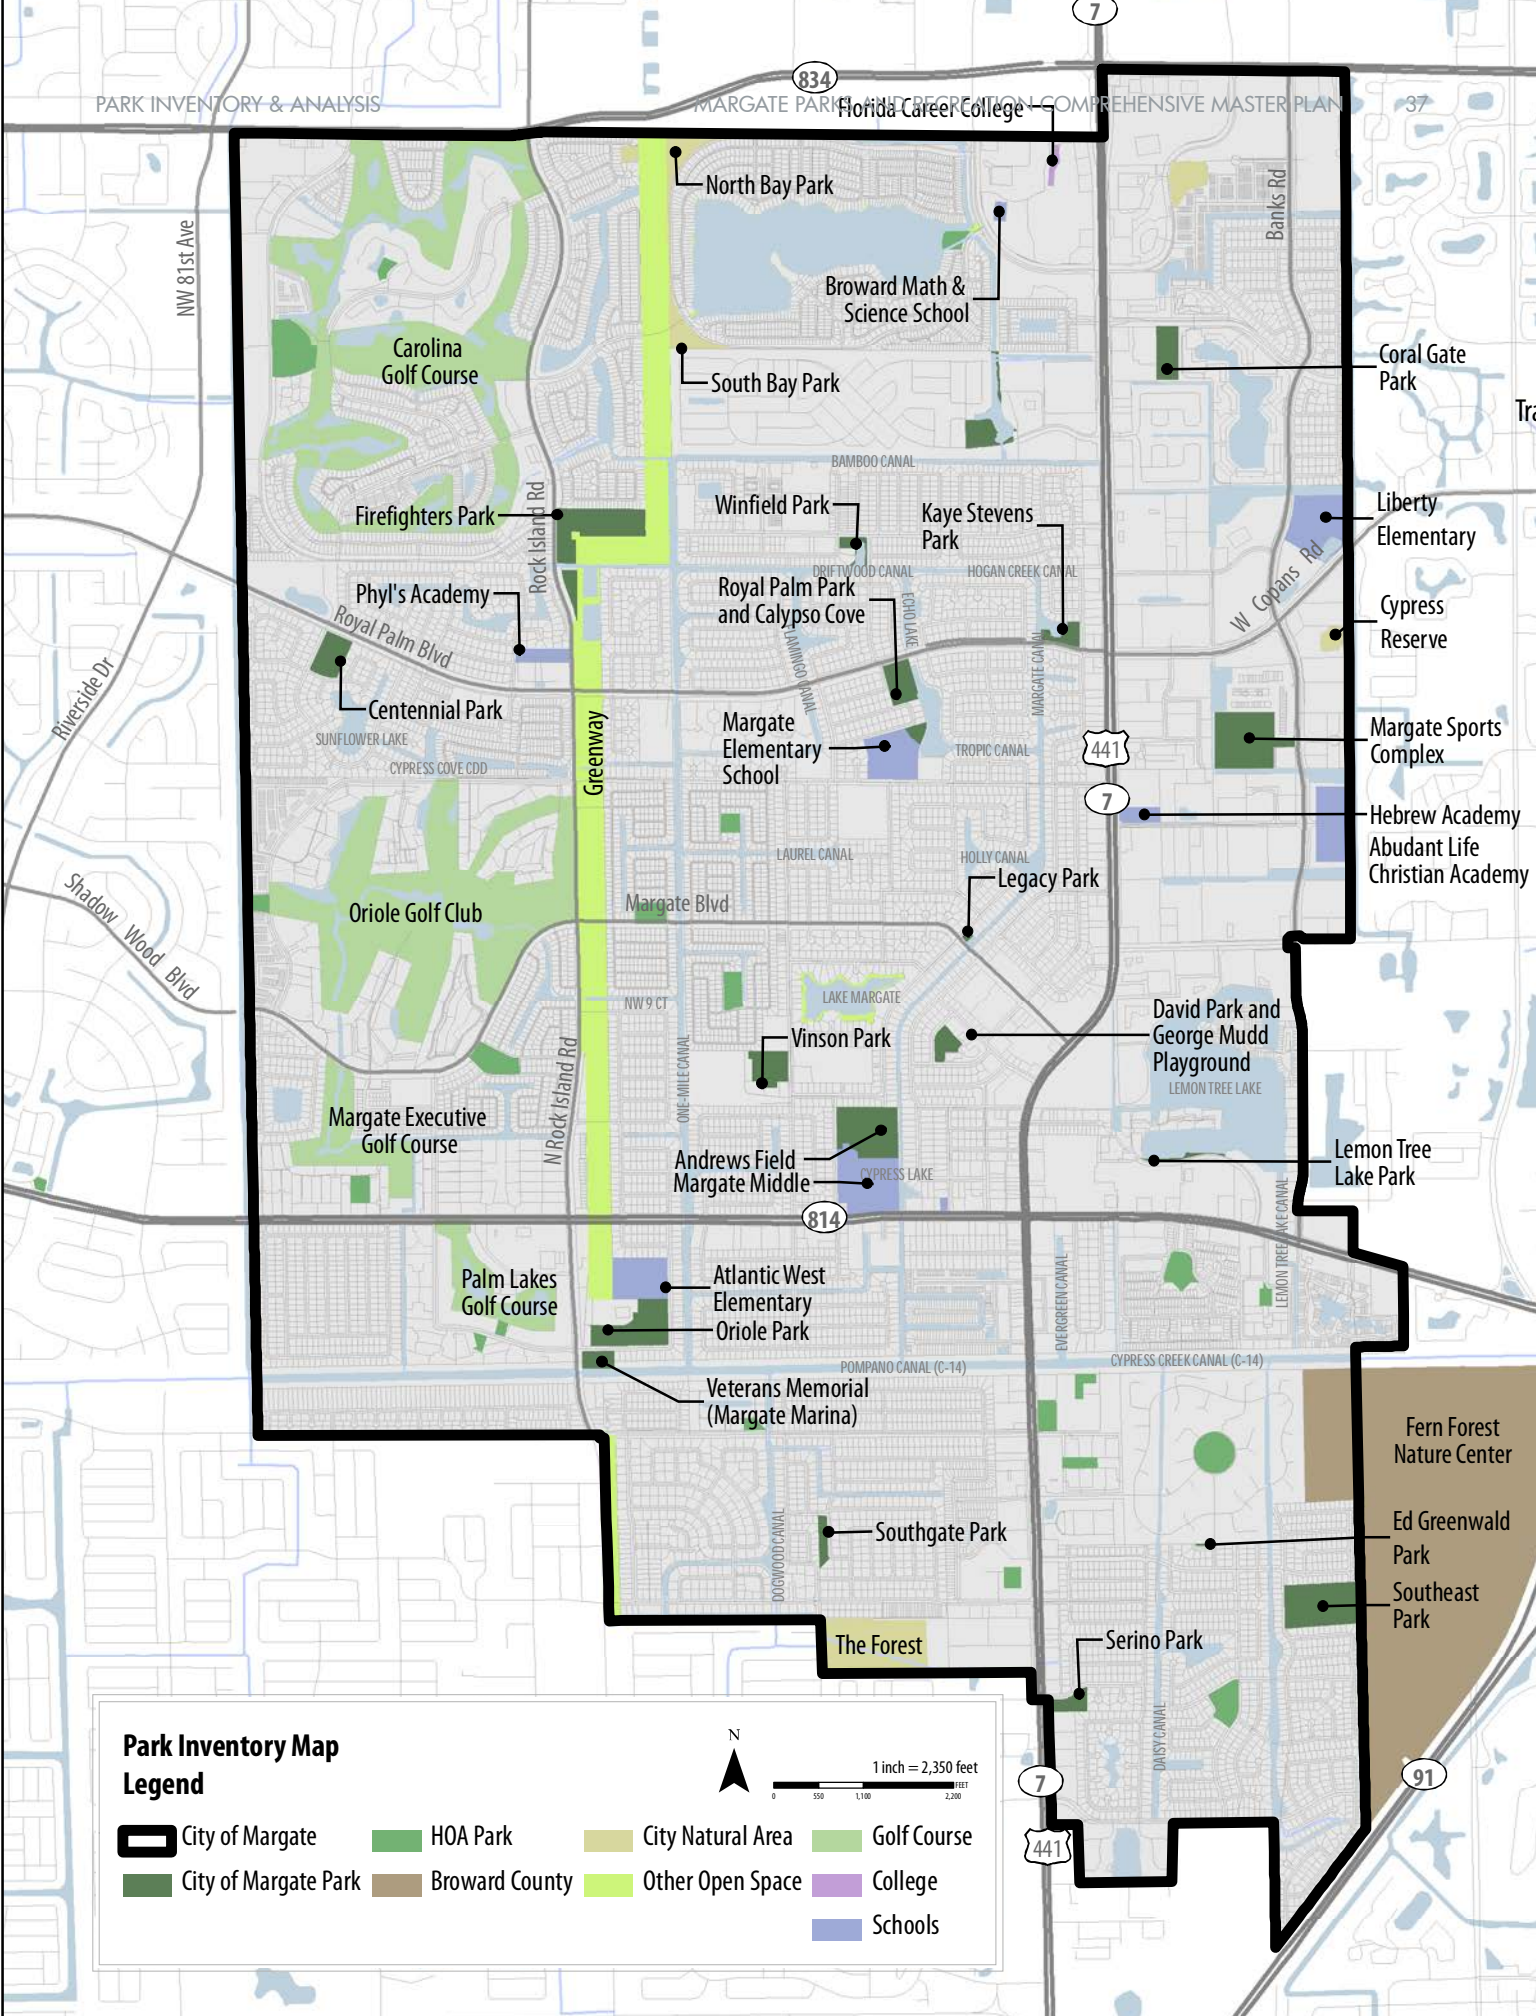 7
834
PARK INVENTORY & ANALYSIS
MARGATE PARKS AND RECREATION COMPREHENSIVE MASTER PLAN
37
Florida Career College
North Bay Park
Banks Rd
NW 81st Ave
Broward Math &
Science School
Carolina
Golf Course
South Bay Park
Coral Gate
Park
Tra
BAMBOO CANAL
Rock Island Rd
Firefighters Park
Winfield Park
Kaye Stevens
Park
Liberty
Elementary
DRIFTWOOD CANAL
HOGAN CREEK CANAL
W Copans Rd
Phyl's Academy
Royal Palm Park
and Calypso Cove
ECHO LAKE
FLAMINGO CANAL
MARGATE CANAL
Cypress
Reserve
Royal Palm Blvd
Riverside Dr
Centennial Park
SUNFLOWER LAKE
CYPRESS COVE CDD
Greenway
Margate
Elementary
School
TROPIC CANAL
441
7
Margate Sports
Complex
Hebrew Academy
Abudant Life
Christian Academy
LAUREL CANAL
HOLLY CANAL
Legacy Park
Shadow Wood Blvd
Oriole Golf Club
Margate Blvd
NW 9 CT
LAKE MARGATE
David Park and
George Mudd
Playground
Vinson Park
ONE-MILE CANAL
N Rock Island Rd
LEMON TREE LAKE
Margate Executive
Golf Course
Andrews Field
Margate Middle
CYPRESS LAKE
Lemon Tree
Lake Park
814
LEMON TREE LAKE CANAL
EVERGREEN CANAL
Palm Lakes
Golf Course
Atlantic West
Elementary
Oriole Park
POMPANO CANAL (C-14)
CYPRESS CREEK CANAL (C-14)
Veterans Memorial
(Margate Marina)
Fern Forest
Nature Center
DOGWOOD CANAL
Southgate Park
Ed Greenwald
Park
Southeast
Park
The Forest
Serino Park
DAISY CANAL
91
7
441
Park Inventory Map
Legend
N
1 inch = 2,350 feet
0 550 1,100 2,200 FEET
City of Margate
HOA Park
City Natural Area
Golf Course
City of Margate Park
Broward County
Other Open Space
College
Schools